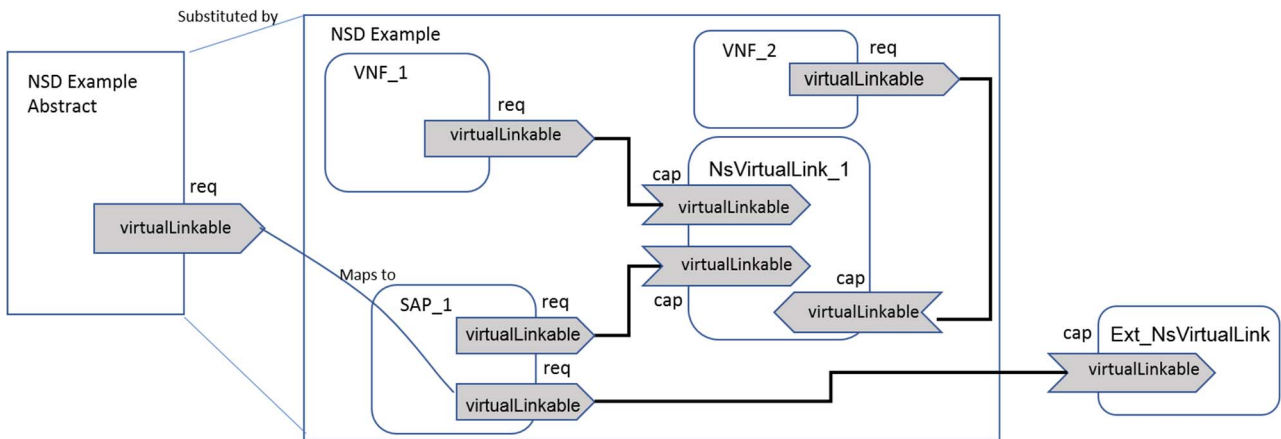 Substituted by
NSD Example
Abstract
req
virtualLinkable
NSD Example
VNF_1
req
virtualLinkable
VNF_2
req
virtualLinkable
cap
NsVirtualLink_1
virtualLinkable
virtualLinkable
cap
cap
virtualLinkable
Maps to
SAP_1
req
virtualLinkable
req
virtualLinkable
cap
Ext_NsVirtualLink
virtualLinkable